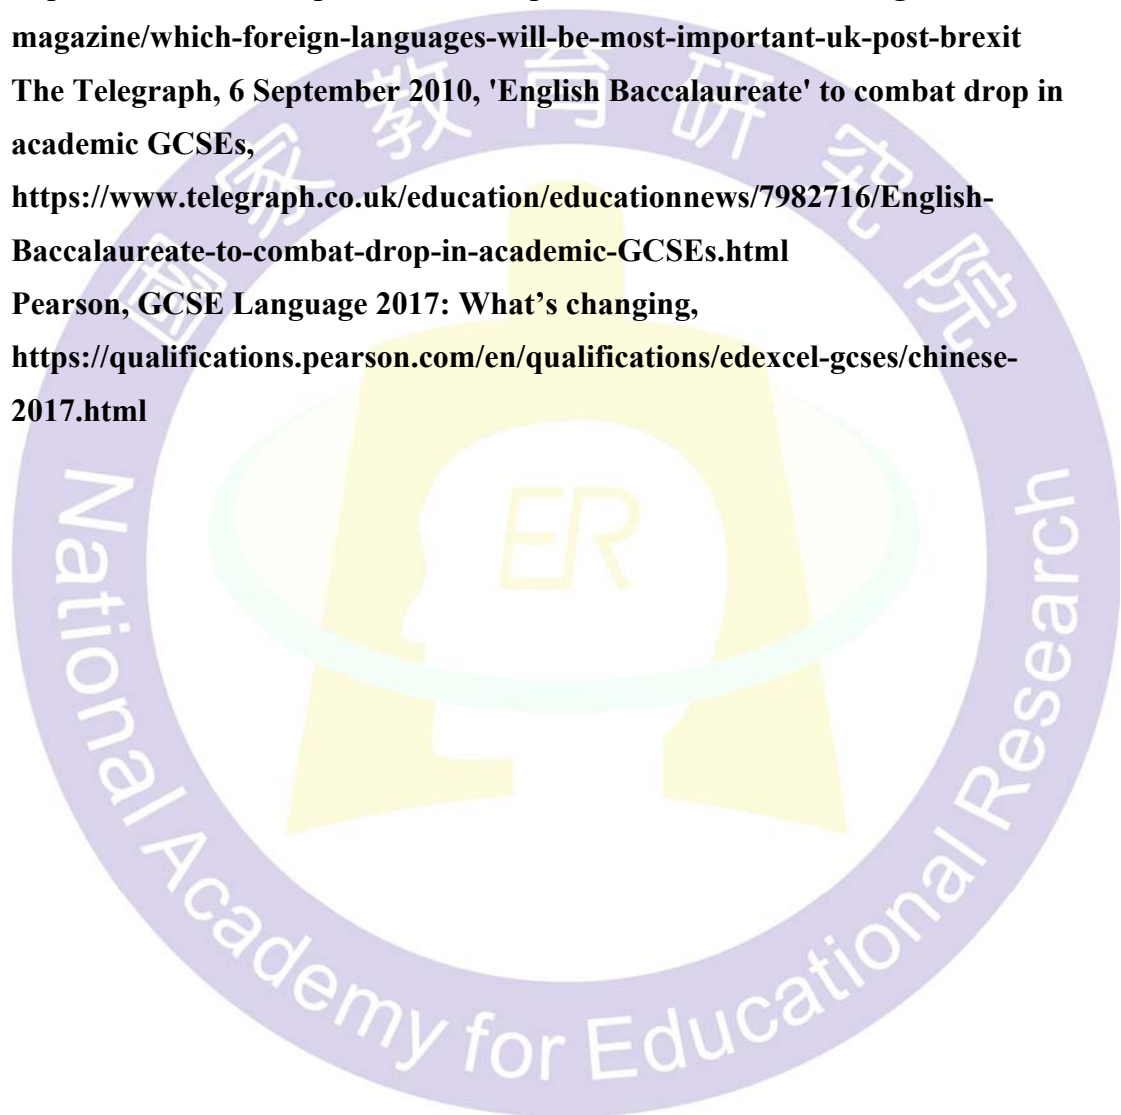 magazine/which-foreign-languages-will-be-most-important-uk-post-brexit
The Telegraph, 6 September 2010, 'English Baccalaureate' to combat drop in
academic GCSEs,
https://www.telegraph.co.uk/education/educationnews/7982716/English-
Baccalaureate-to-combat-drop-in-academic-GCSEs.html
Pearson, GCSE Language 2017: What’s changing,
https://qualifications.pearson.com/en/qualifications/edexcel-gcses/chinese-
2017.html
國家教育研究院
ER
National Academy for Educational Research